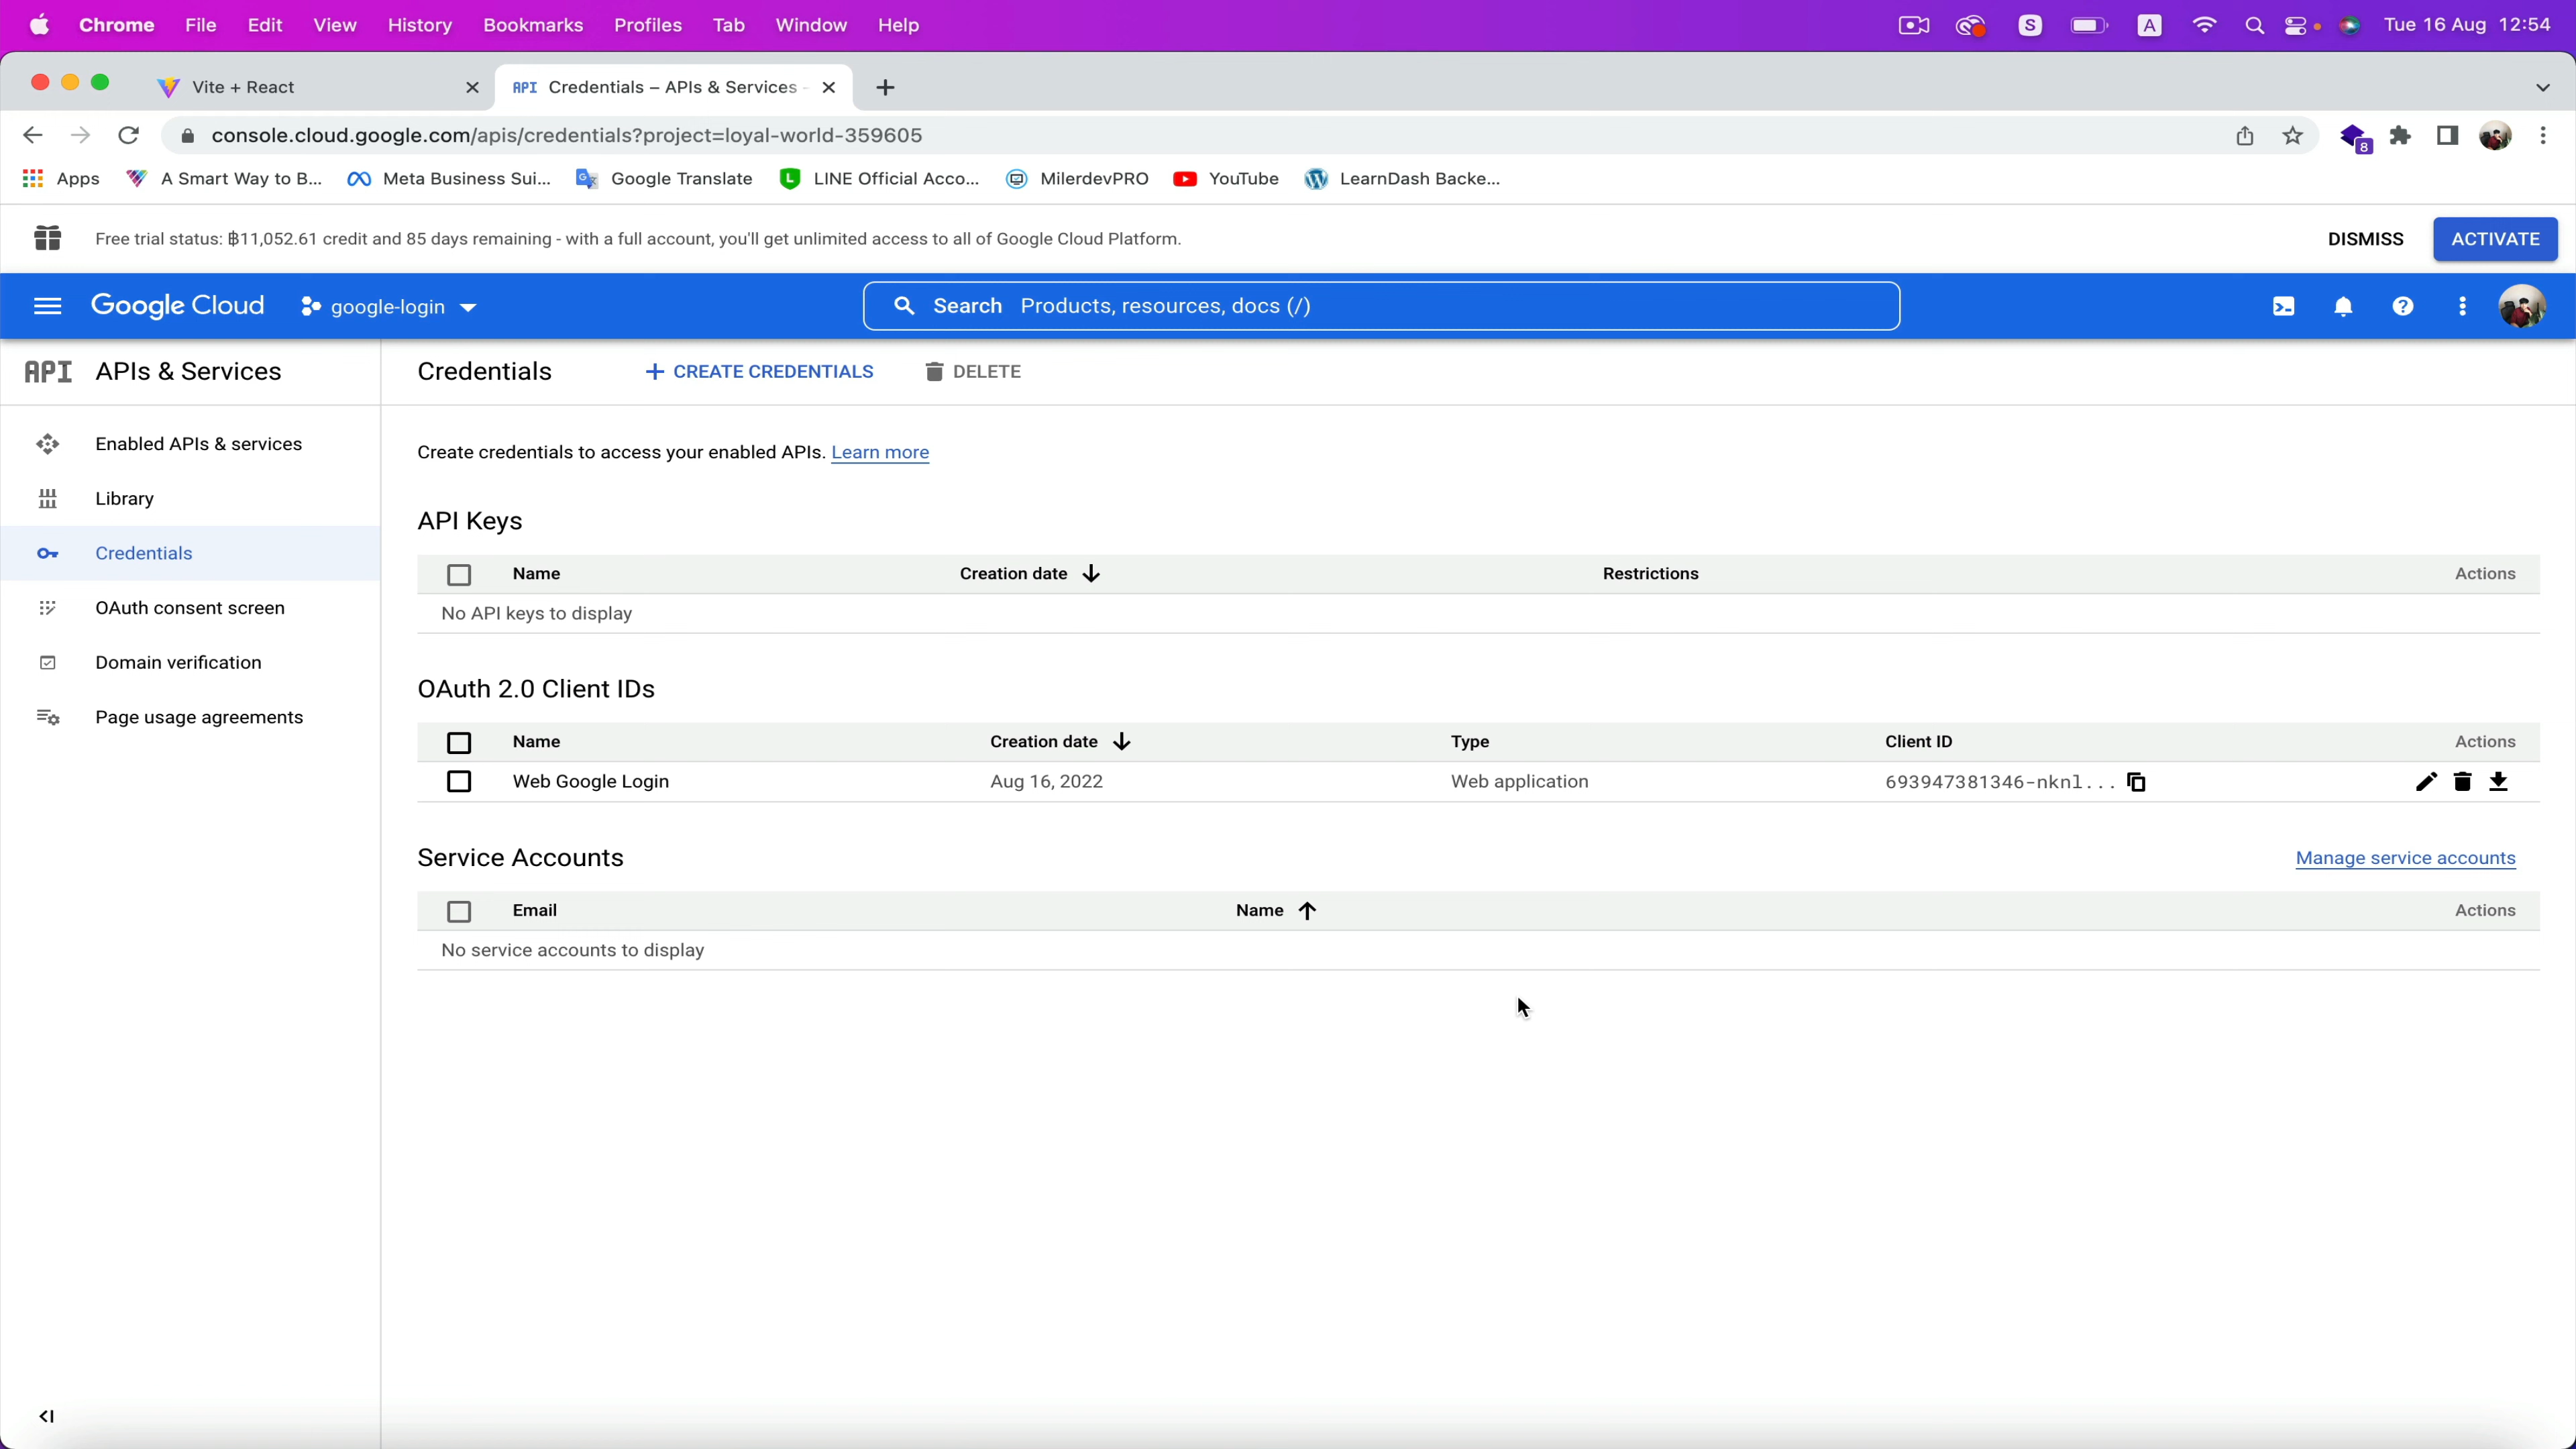 Chrome File Edit View History Bookmarks Profiles Tab Window Help S A Tue 16 Aug 12:54
Vite + React API Credentials – APIs & Services -
console.cloud.google.com/apis/credentials?project=loyal-world-359605 8
Apps A Smart Way to B... Meta Business Sui... Google Translate LINE Official Acco... MilerdevPRO YouTube LearnDash Backe...
Free trial status: ฿11,052.61 credit and 85 days remaining - with a full account, you'll get unlimited access to all of Google Cloud Platform. DISMISS ACTIVATE
Google Cloud google-login Search Products, resources, docs (/)
API APIs & Services
Enabled APIs & services
Library
Credentials
OAuth consent screen
Domain verification
Page usage agreements
Credentials + CREATE CREDENTIALS DELETE
Create credentials to access your enabled APIs. Learn more
API Keys
Name Creation date Restrictions Actions
No API keys to display
OAuth 2.0 Client IDs
Name Creation date Type Client ID Actions
Web Google Login Aug 16, 2022 Web application 693947381346-nknl...
Service Accounts Manage service accounts
Email Name Actions
No service accounts to display